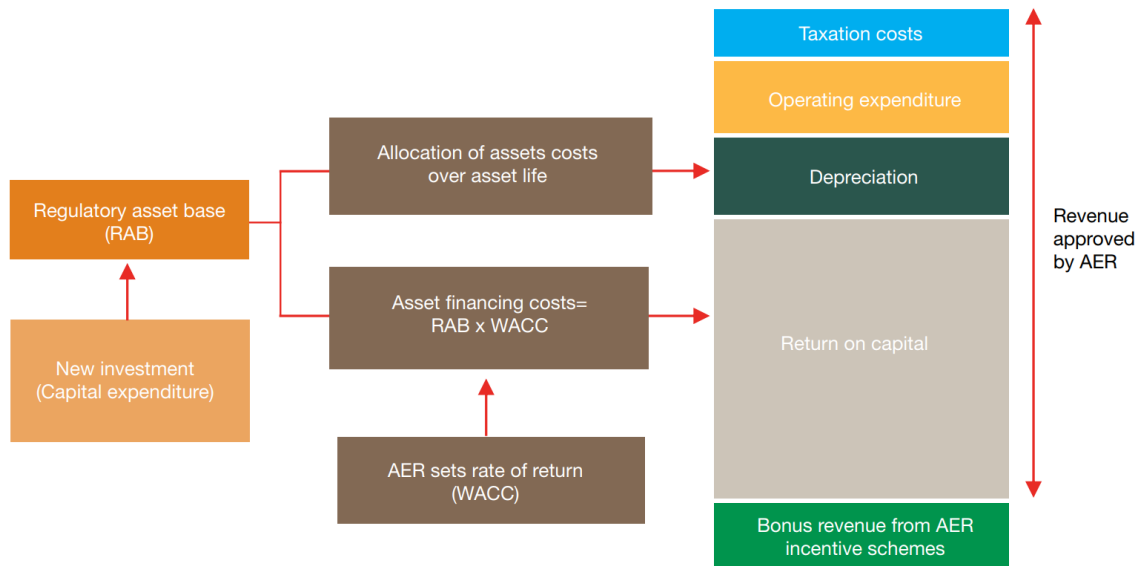 Taxation costs
Operating expenditure
Allocation of assets costs
over asset life
Depreciation
Regulatory asset base
(RAB)
Revenue
approved
by AER
Asset financing costs=
RAB x WACC
Return on capital
New investment
(Capital expenditure)
AER sets rate of return
(WACC)
Bonus revenue from AER
incentive schemes